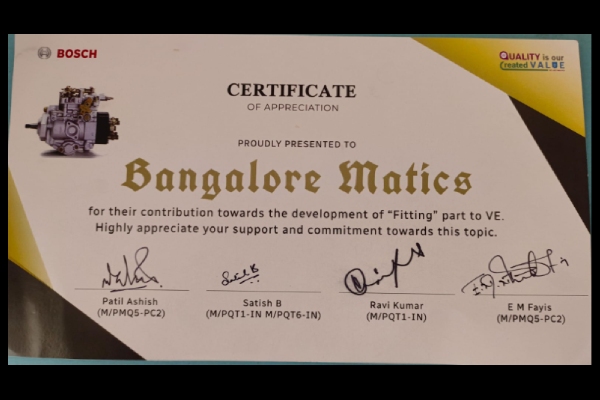 BOSCH
QUALITY is our
Created VALUE
CERTIFICATE
OF APPRECIATION
PROUDLY PRESENTED TO
Bangalore Matics
for their contribution towards the development of "Fitting" part to VE.
Highly appreciate your support and commitment towards this topic.
Satish B
Patil Ashish
(M/PMQ5-PC2)
Satish B
(M/PQT1-IN M/PQT6-IN)
Ravi Kumar
(M/PQT1-IN)
E M Fayis
(M/PMQ5-PC2)